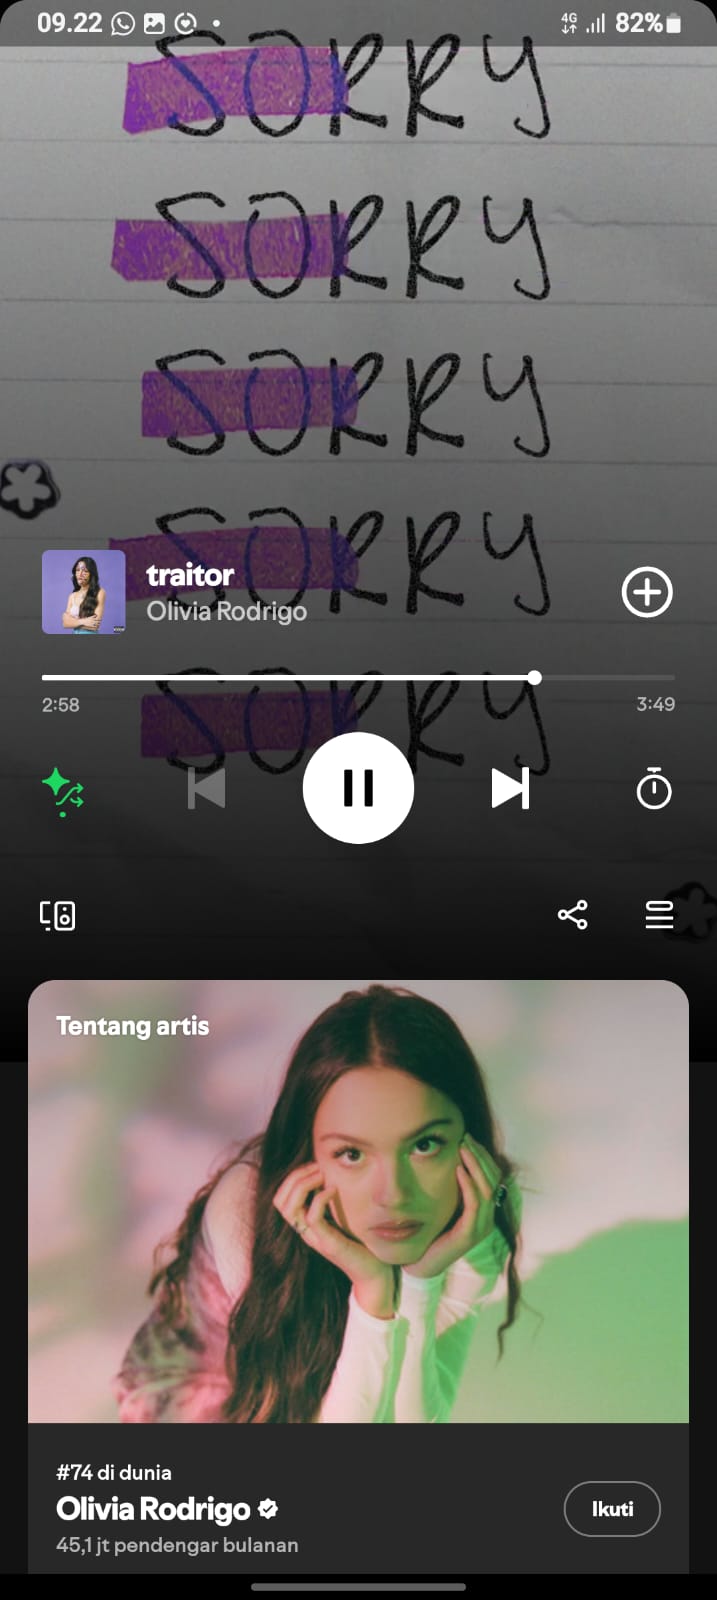 09.22
4G 82%
SORRY
SORRY
SORRY
SORRY
traitor
Olivia Rodrigo
2:58 3:49
SORRY
Tentang artis
#74 di dunia
Olivia Rodrigo
Ikuti
45,1 jt pendengar bulanan